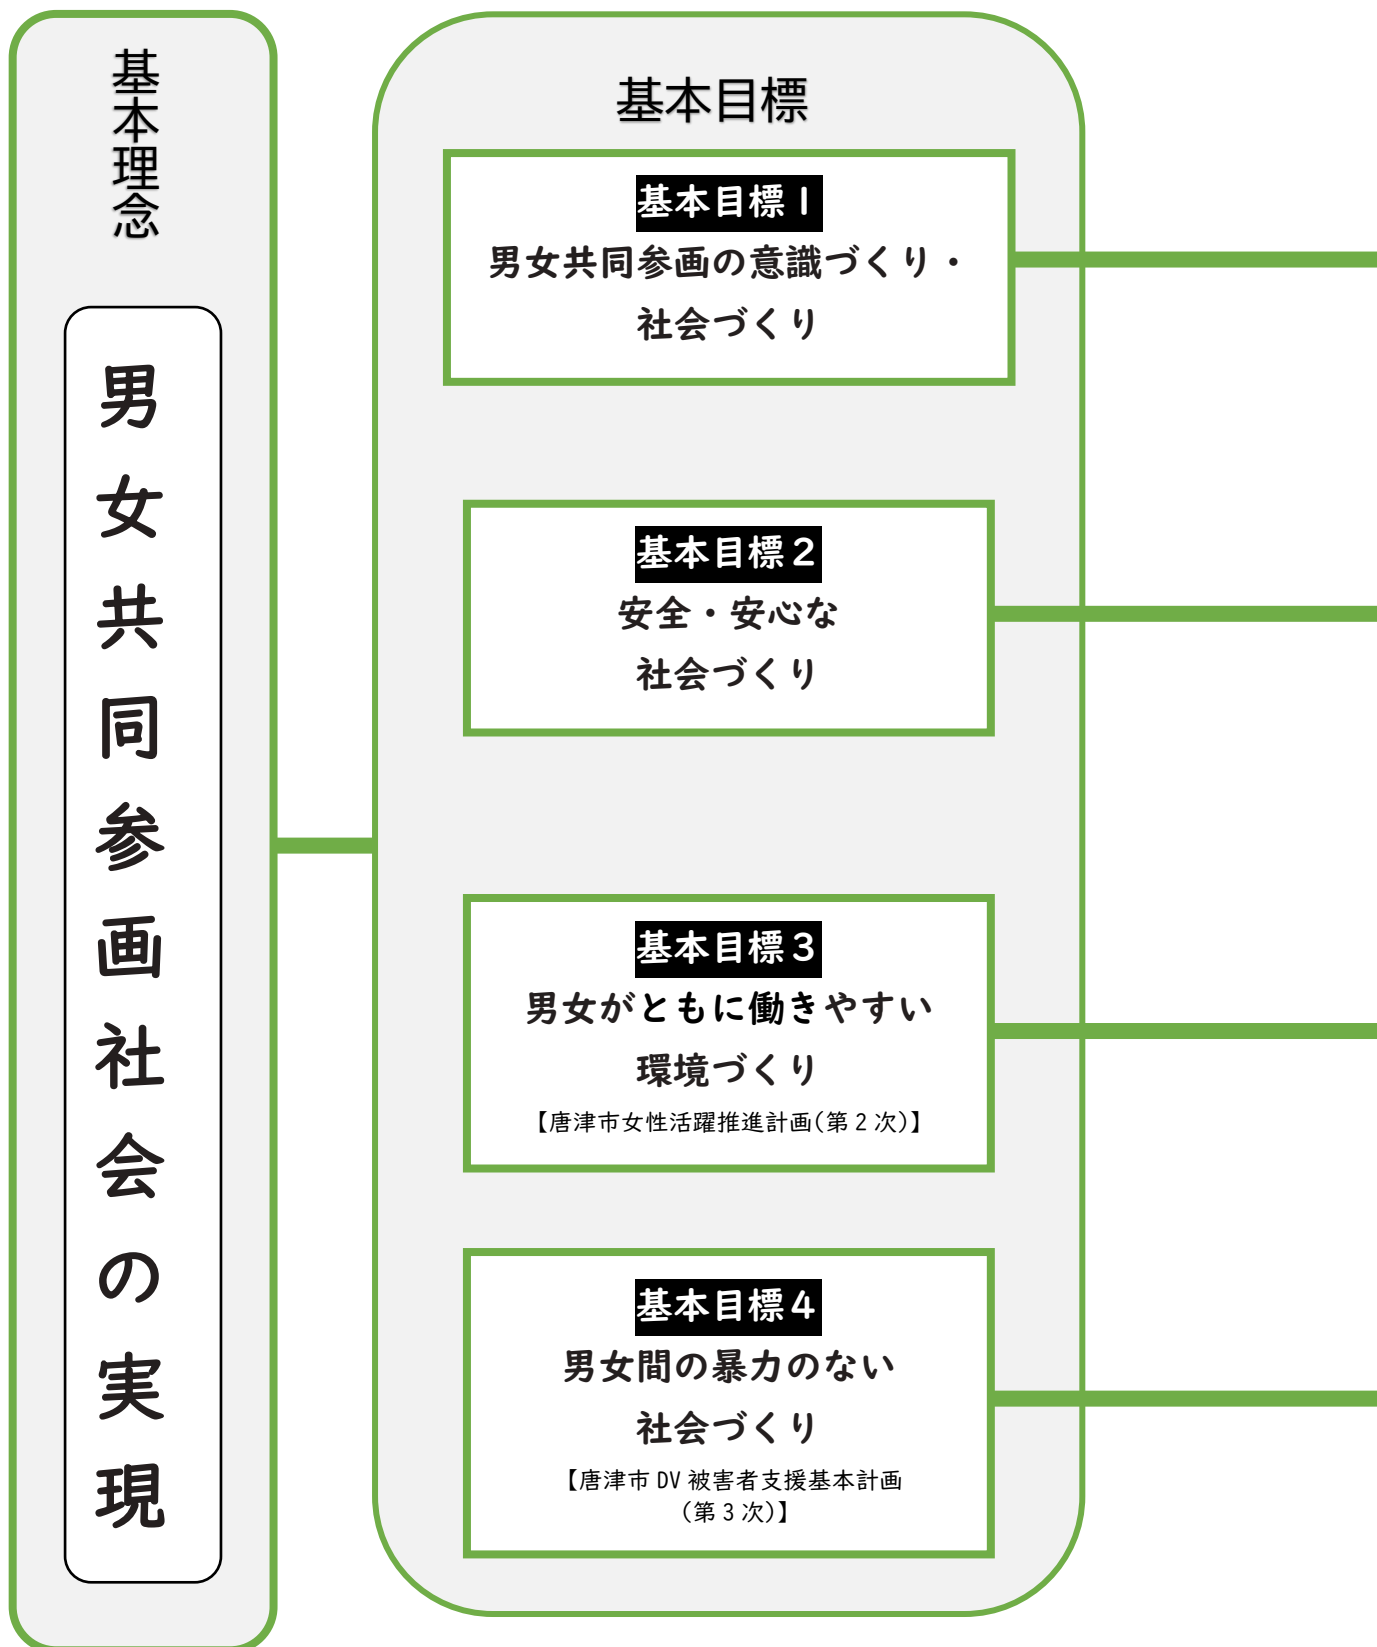 基本理念
男女共同参画社会の実現
基本目標
基本目標1
男女共同参画の意識づくり・
社会づくり
基本目標2
安全・安心な
社会づくり
基本目標3
男女がともに働きやすい
環境づくり
【唐津市女性活躍推進計画(第2次)】
基本目標4
男女間の暴力のない
社会づくり
【唐津市DV被害者支援基本計画
(第3次)】